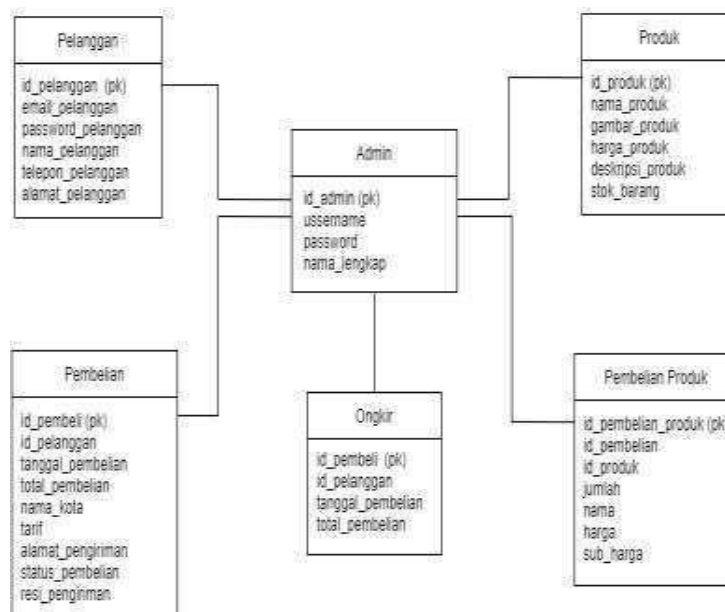 Pelanggan
id_pelanggan (pk)
email_pelanggan
password_pelanggan
nama_pelanggan
telepon_pelanggan
alamat_pelanggan
Produk
id_produk (pk)
nama_produk
gambar_produk
harga_produk
deskripsi_produk
stok_barang
Admin
id_admin (pk)
ussername
password
nama_lengkap
Pembelian
id_pembeli (pk)
id_pelanggan
tanggal_pembelian
total_pembelian
nama_kota
tarif
alamat_pengiriman
status_pembelian
resi_pengiriman
Ongkir
id_pembeli (pk)
id_pelanggan
tanggal_pembelian
total_pembelian
Pembelian Produk
id_pembelian_produk (pk
id_pembelian
id_produk
jumlah
nama
harga
sub_harga